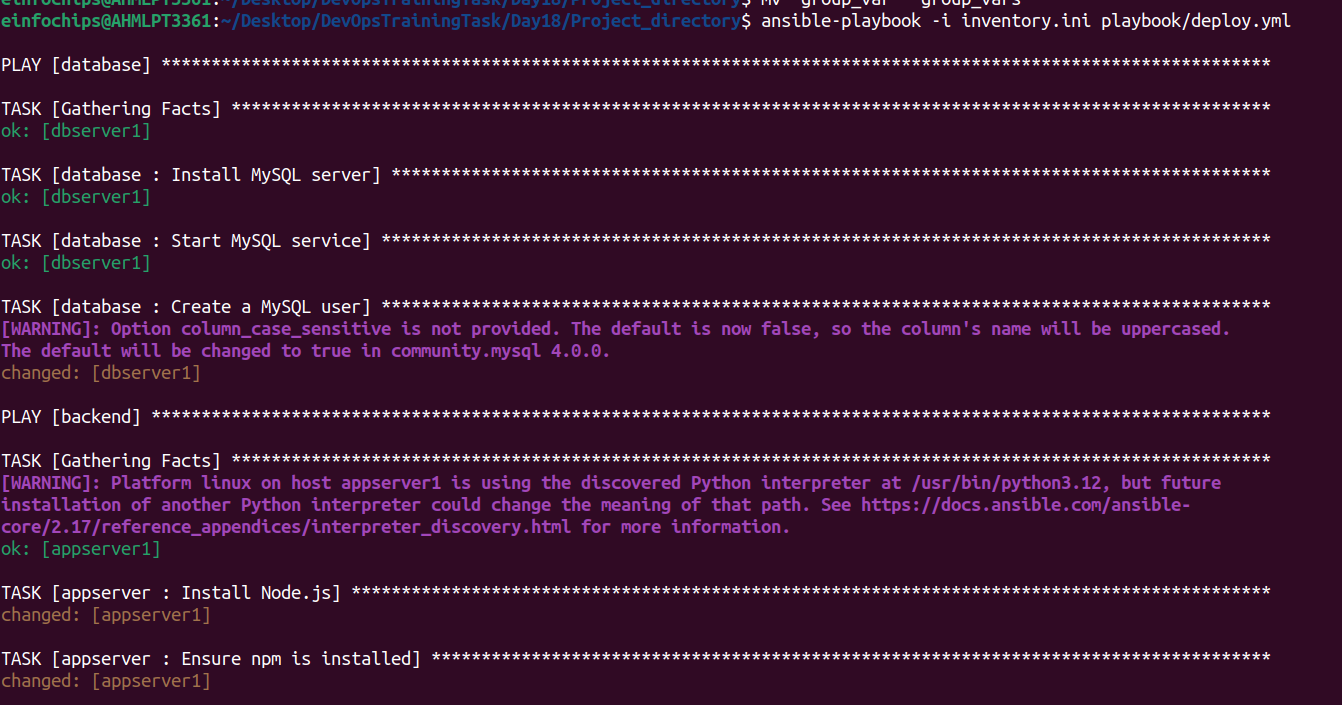 einfochips@AHMLPT3361:~/Desktop/DevOpsTrainingTask/Day18/Project_directory$ mv group_var group_vars
einfochips@AHMLPT3361:~/Desktop/DevOpsTrainingTask/Day18/Project_directory$ ansible-playbook -i inventory.ini playbook/deploy.yml
PLAY [database] ***************************************************************************************************************
TASK [Gathering Facts] ********************************************************************************************************
ok: [dbserver1]
TASK [database : Install MySQL server] ****************************************************************************************
ok: [dbserver1]
TASK [database : Start MySQL service] *****************************************************************************************
ok: [dbserver1]
TASK [database : Create a MySQL user] *****************************************************************************************
[WARNING]: Option column_case_sensitive is not provided. The default is now false, so the column's name will be uppercased.
The default will be changed to true in community.mysql 4.0.0.
changed: [dbserver1]
PLAY [backend] ****************************************************************************************************************
TASK [Gathering Facts] ********************************************************************************************************
[WARNING]: Platform linux on host appserver1 is using the discovered Python interpreter at /usr/bin/python3.12, but future
installation of another Python interpreter could change the meaning of that path. See https://docs.ansible.com/ansible-
core/2.17/reference_appendices/interpreter_discovery.html for more information.
ok: [appserver1]
TASK [appserver : Install Node.js] ********************************************************************************************
changed: [appserver1]
TASK [appserver : Ensure npm is installed] ************************************************************************************
changed: [appserver1]